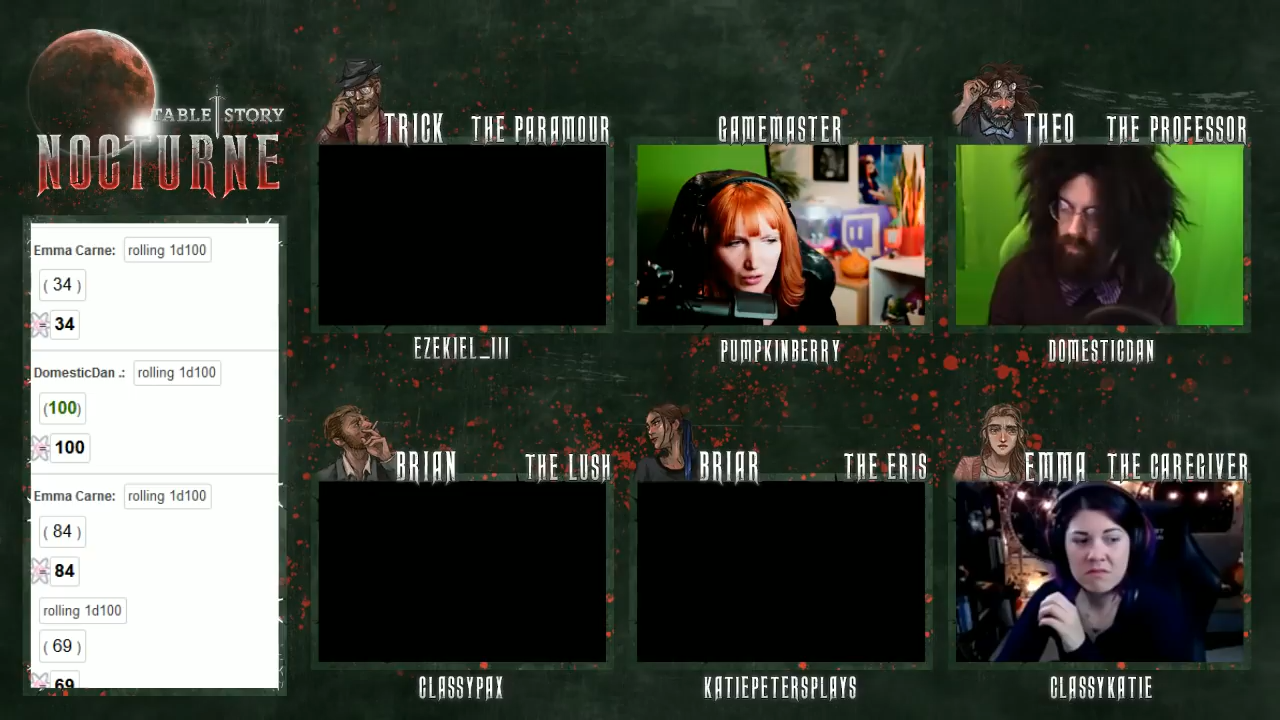 TABLE STORY
NOCTURNE
Emma Carne: rolling 1d100
( 34 )
= 34
DomesticDan .: rolling 1d100
(100)
= 100
Emma Carne: rolling 1d100
( 84 )
= 84
rolling 1d100
( 69 )
= 69
TRICK THE PARAMOUR
EZEKIEL_III
GAMEMASTER
PUMPKINBERRY
THEO THE PROFESSOR
DOMESTICDAN
BRIAN THE LUSH
CLASSYPAX
BRIAR THE ERIS
KATIEPETERSPLAYS
EMMA THE CAREGIVER
CLASSYKATIE